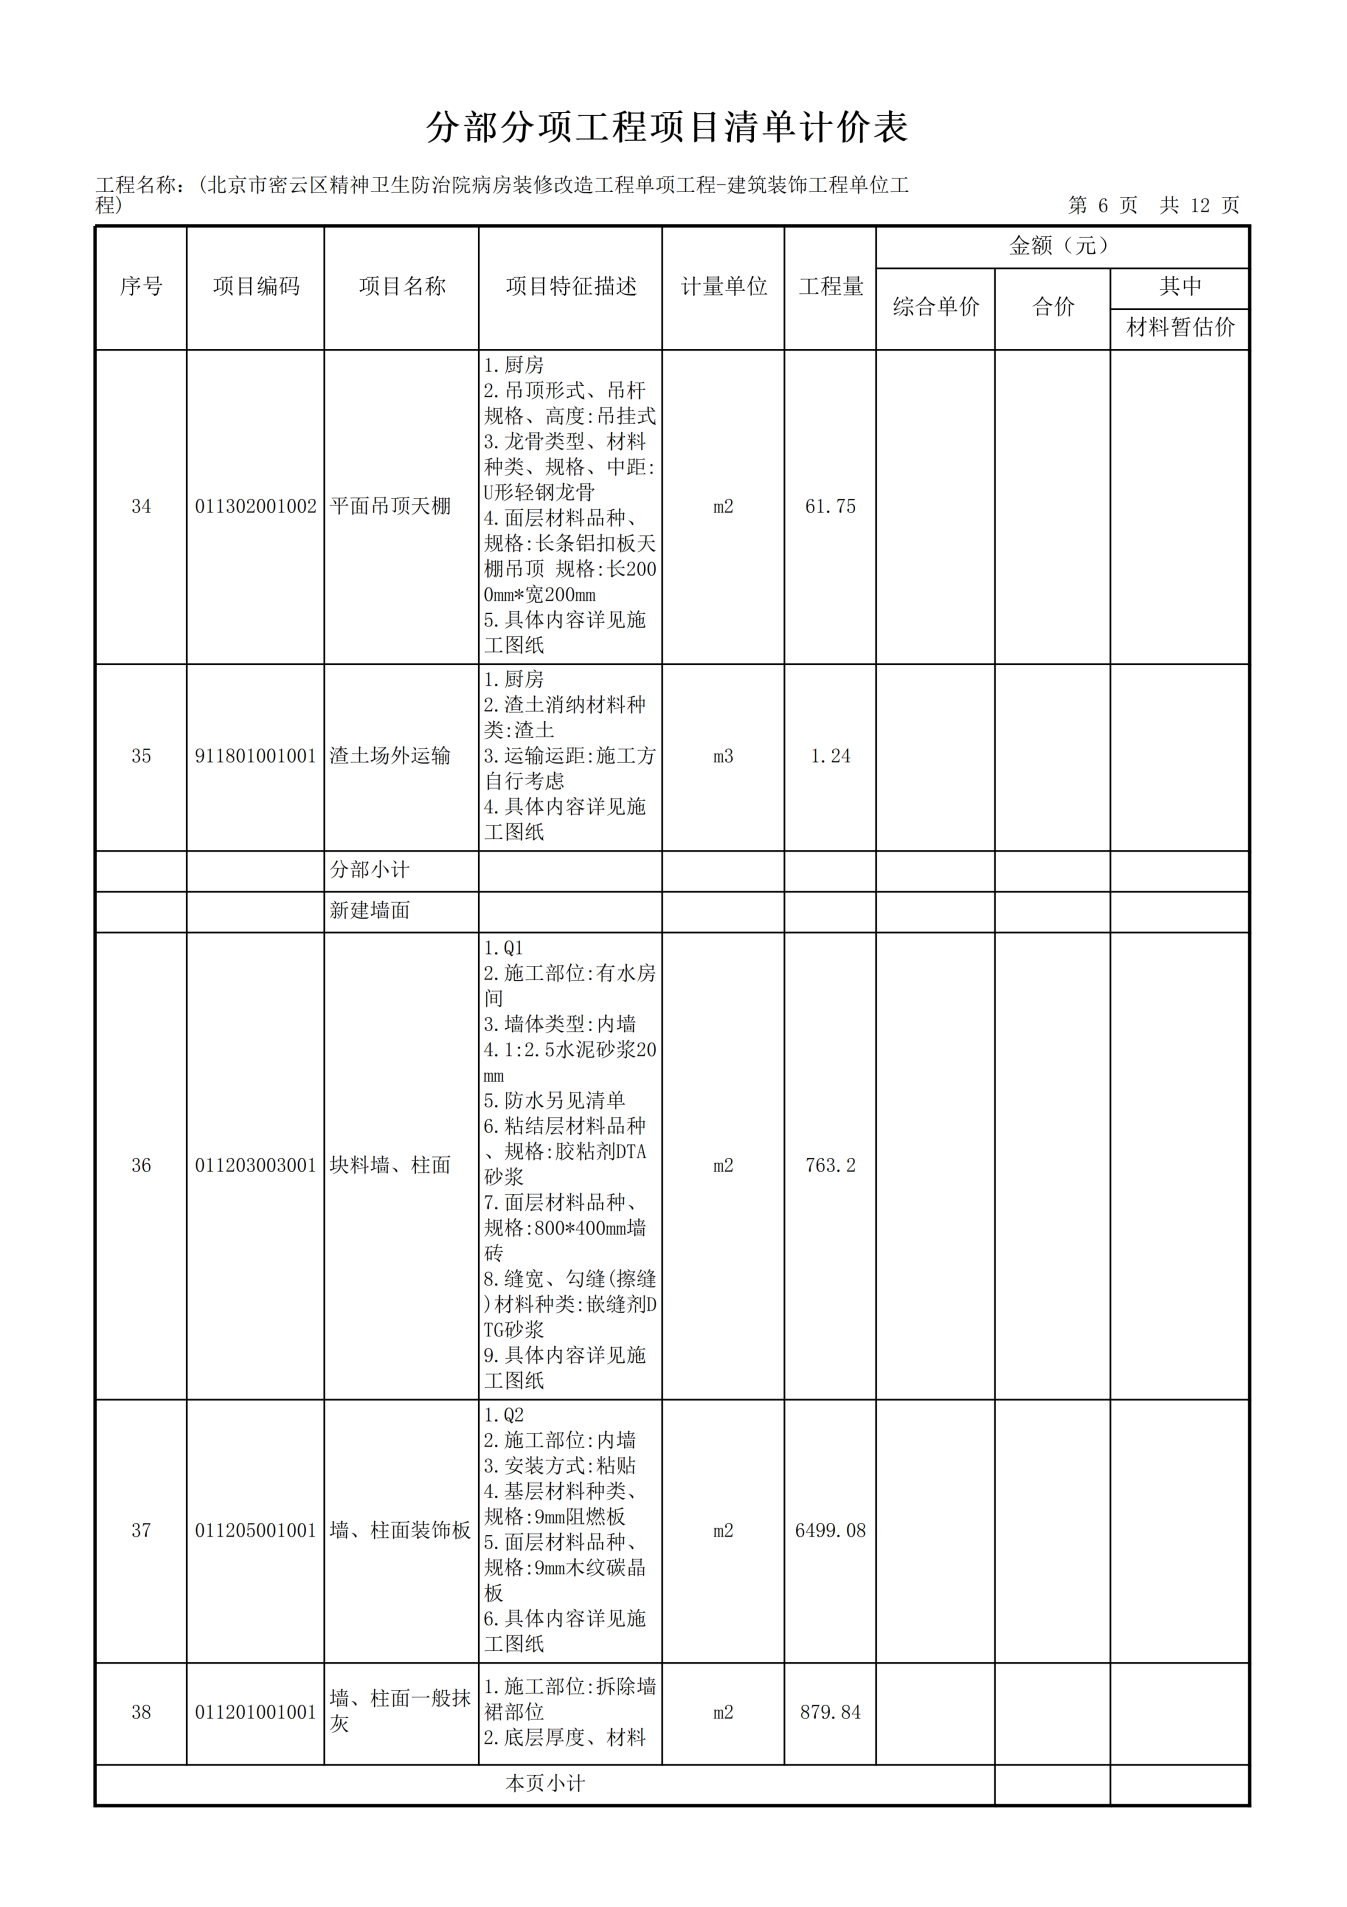 分部分项工程项目清单计价表
工程名称：(北京市密云区精神卫生防治院病房装修改造工程单项工程-建筑装饰工程单位工
程)
第 6 页 共 12 页
序号 项目编码 项目名称 项目特征描述 计量单位 工程量 金额（元）
综合单价 合价 其中
材料暂估价
34 011302001002 平面吊顶天棚
1.厨房
2.吊顶形式、吊杆
规格、高度:吊挂式
3.龙骨类型、材料
种类、规格、中距:
U形轻钢龙骨
4.面层材料品种、
规格:长条铝扣板天
棚吊顶 规格:长200
0mm*宽200mm
5.具体内容详见施
工图纸
m2 61.75
35 911801001001 渣土场外运输
1.厨房
2.渣土消纳材料种
类:渣土
3.运输运距:施工方
自行考虑
4.具体内容详见施
工图纸
m3 1.24
分部小计
新建墙面
36 011203003001 块料墙、柱面
1.Q1
2.施工部位:有水房
间
3.墙体类型:内墙
4.1:2.5水泥砂浆20
mm
5.防水另见清单
6.粘结层材料品种
、规格:胶粘剂DTA
砂浆
7.面层材料品种、
规格:800*400mm墙
砖
8.缝宽、勾缝(擦缝
)材料种类:嵌缝剂D
TG砂浆
9.具体内容详见施
工图纸
m2 763.2
37 011205001001 墙、柱面装饰板
1.Q2
2.施工部位:内墙
3.安装方式:粘贴
4.基层材料种类、
规格:9mm阻燃板
5.面层材料品种、
规格:9mm木纹碳晶
板
6.具体内容详见施
工图纸
m2 6499.08
38 011201001001 墙、柱面一般抹
灰
1.施工部位:拆除墙
裙部位
2.底层厚度、材料
m2 879.84
本页小计